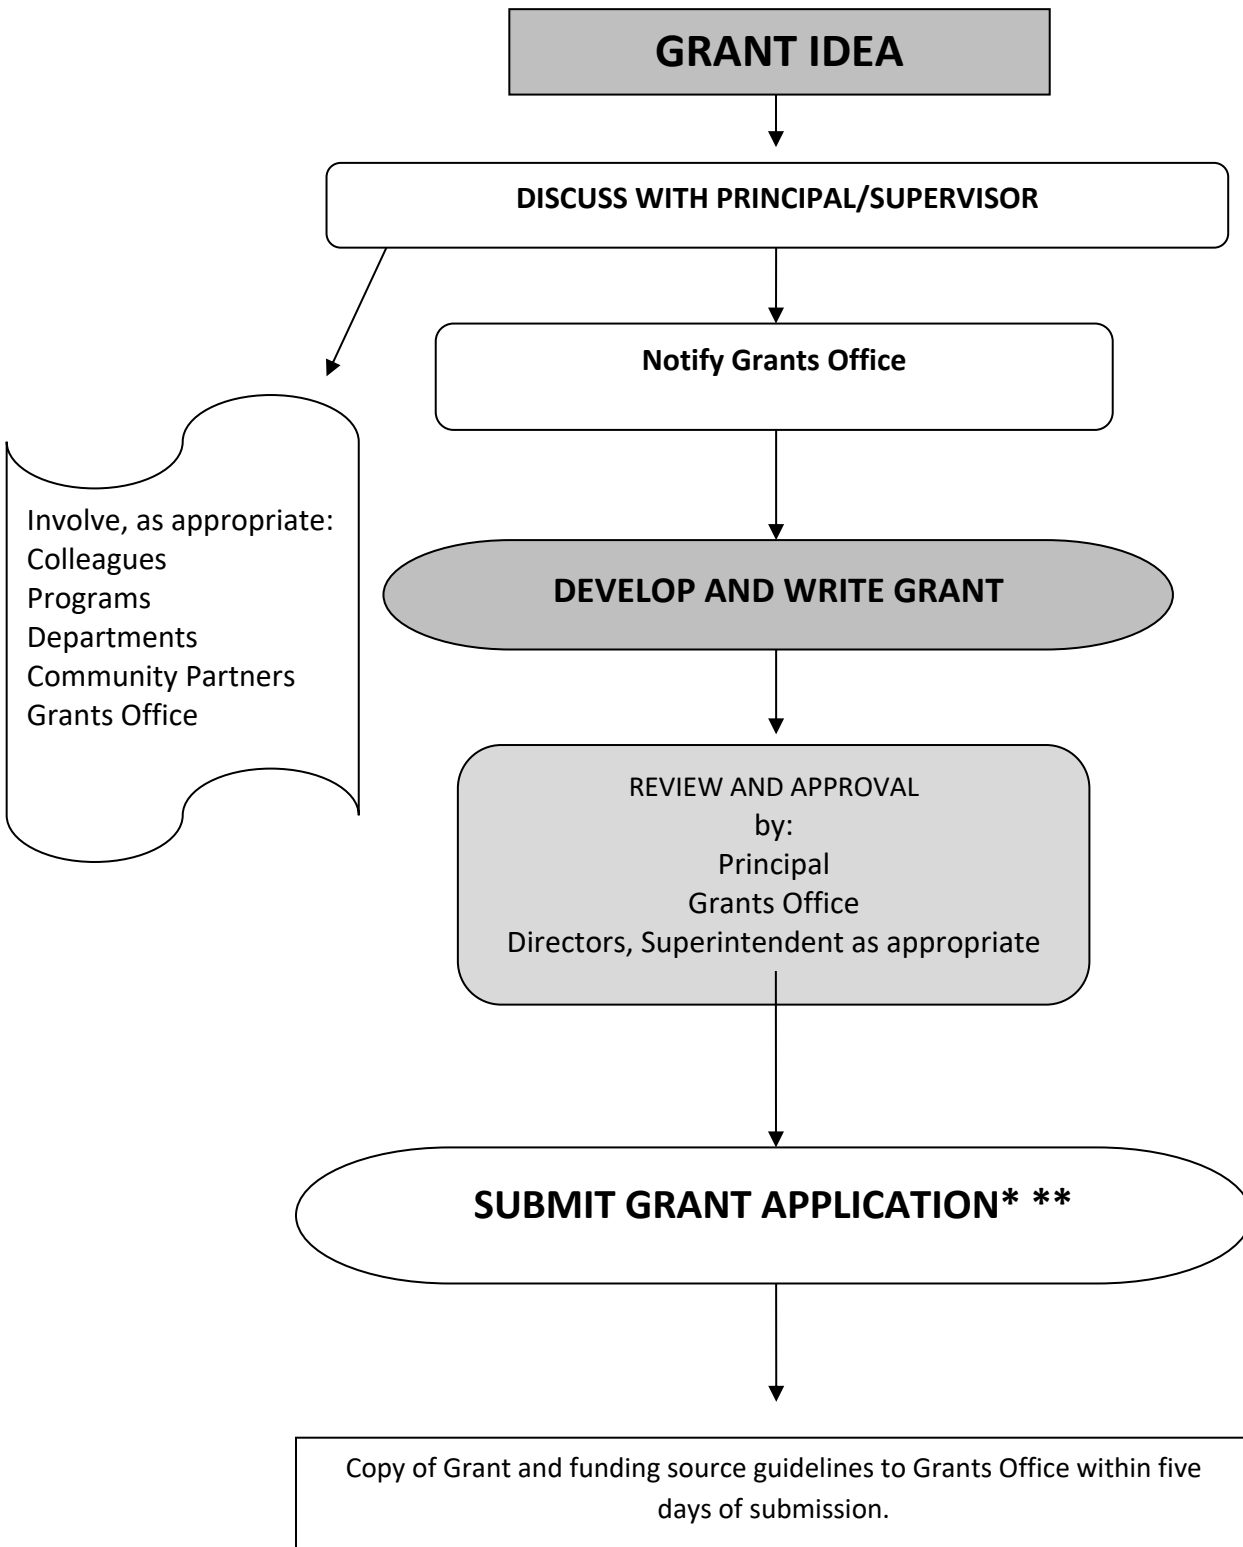 GRANT IDEA
DISCUSS WITH PRINCIPAL/SUPERVISOR
Notify Grants Office
Involve, as appropriate:
Colleagues
Programs
Departments
Community Partners
Grants Office
DEVELOP AND WRITE GRANT
REVIEW AND APPROVAL
by:
Principal
Grants Office
Directors, Superintendent as appropriate
SUBMIT GRANT APPLICATION* **
Copy of Grant and funding source guidelines to Grants Office within five
days of submission.